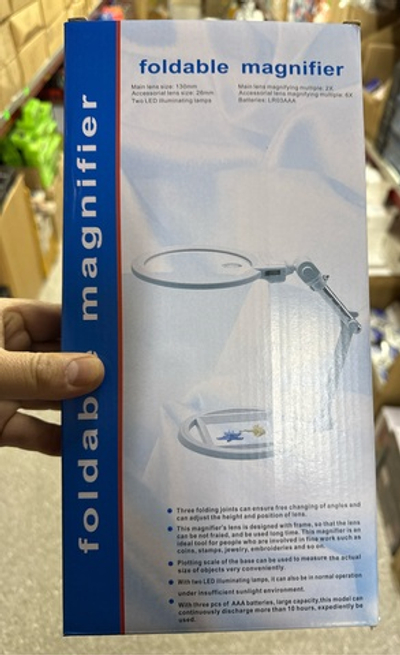 foldable magnifier
Main lens size: 130mm
Accessorial lens size: 28mm
Two LED illuminating lamps
Main lens magnifying multiple: 2X
Accessorial lens magnifying multiple: 6X
Batteries: LR03AAA
foldab magnifier
Three folding joints can ensure free changing of angles and
can adjust the height and position of lens.
This magnifier's lens is designed with frame, so that the lens
can be not fraied, and be used long time. This magnifier is an
ideal tool for people who are involved in fine work such as
coins, stamps, jewelry, embroideries and so on.
Plotting scale of the base can be used to measure the actual
size of objects very conveniently.
With two LED illuminating lamps, it can also be in normal operation
under insufficient sunlight environment.
With three pcs of AAA batteries, large capacity,this model can
continuously discharge more than 10 hours, expediently be
used.